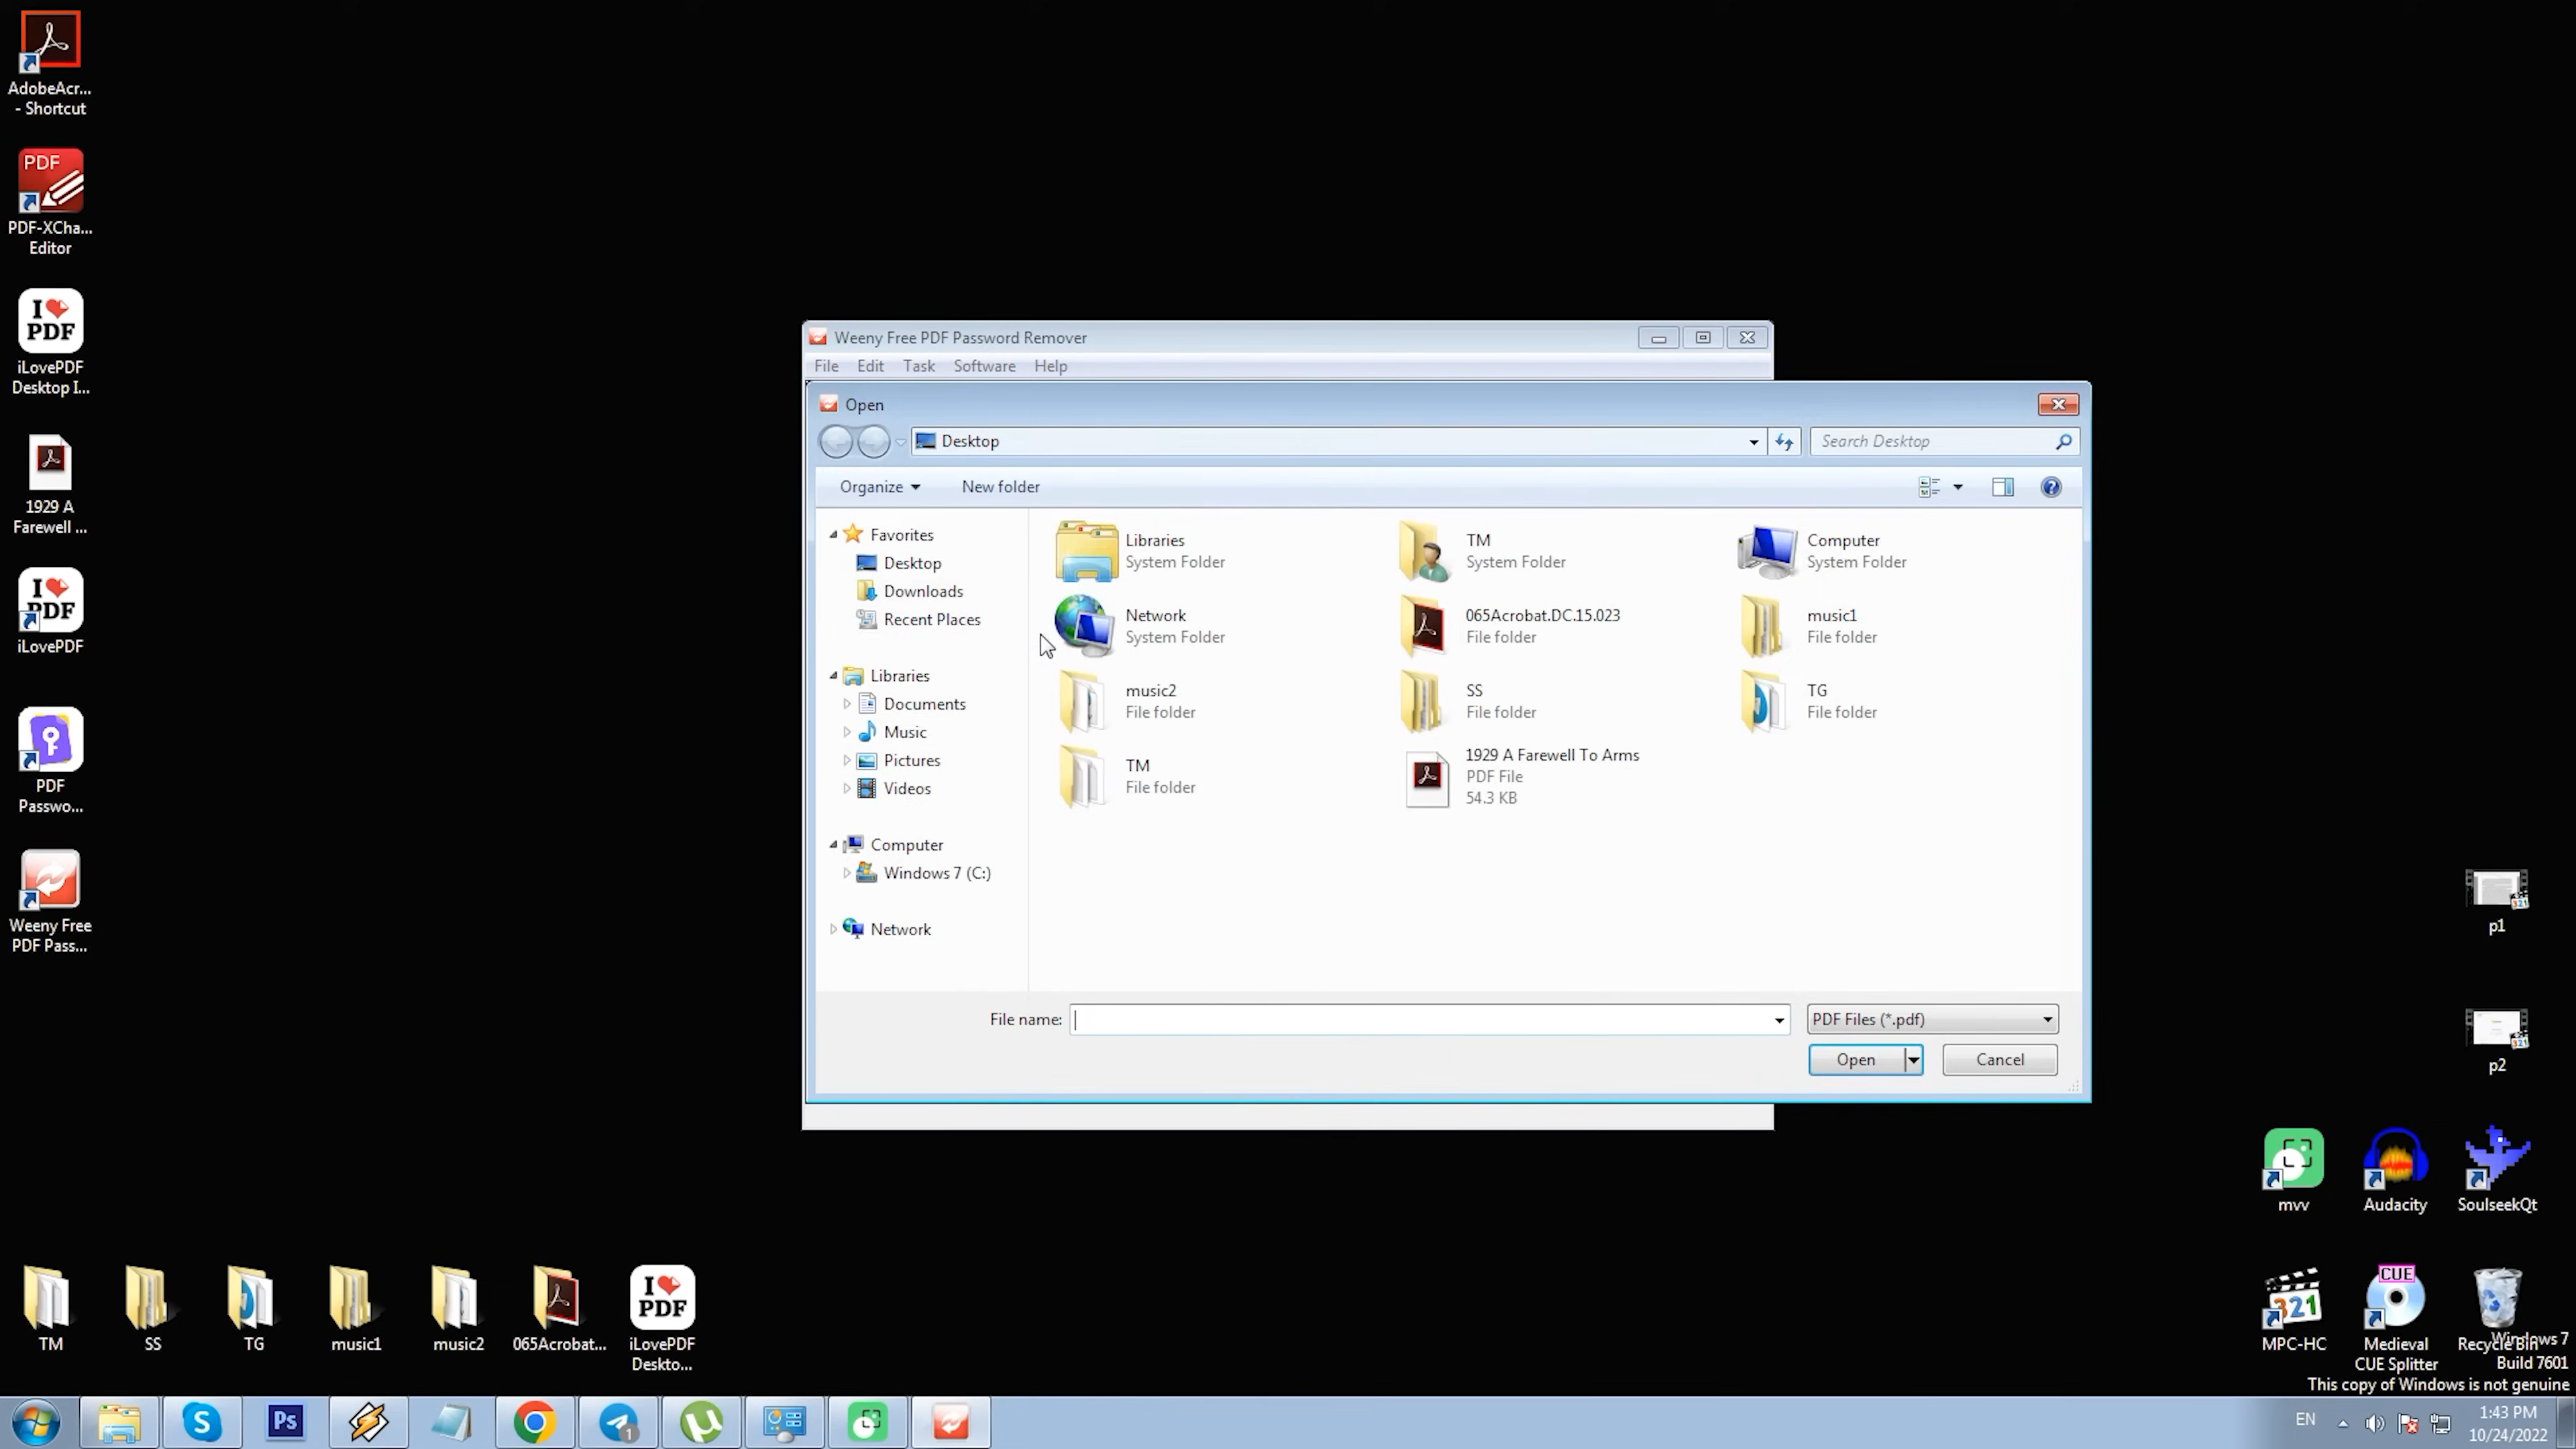 AdobeAcr...
- Shortcut
PDF
PDF-XCha...
Editor
I
PDF
iLovePDF
Desktop I...
1929 A
Farewell ...
I
PDF
iLovePDF
PDF
Passwo...
Weeny Free
PDF Pass...
Weeny Free PDF Password Remover
File Edit Task Software Help
Open
Desktop
Search Desktop
Organize New folder
Favorites
Desktop
Downloads
Recent Places
Libraries
Documents
Music
Pictures
Videos
Computer
Windows 7 (C:)
Network
Libraries
System Folder
TM
System Folder
Computer
System Folder
Network
System Folder
065Acrobat.DC.15.023
File folder
music1
File folder
music2
File folder
SS
File folder
TG
File folder
TM
File folder
1929 A Farewell To Arms
PDF File
54.3 KB
File name:
PDF Files (*.pdf)
Open Cancel
p1
p2
mvv
Audacity
SoulseekQt
TM
SS
TG
music1
music2
065Acrobat...
I
PDF
iLovePDF
Deskto...
321
MPC-HC
CUE
Medieval
CUE Splitter
Recycle Bin
Windows 7
Build 7601
This copy of Windows is not genuine
S
Ps
1
EN
1:43 PM
10/24/2022